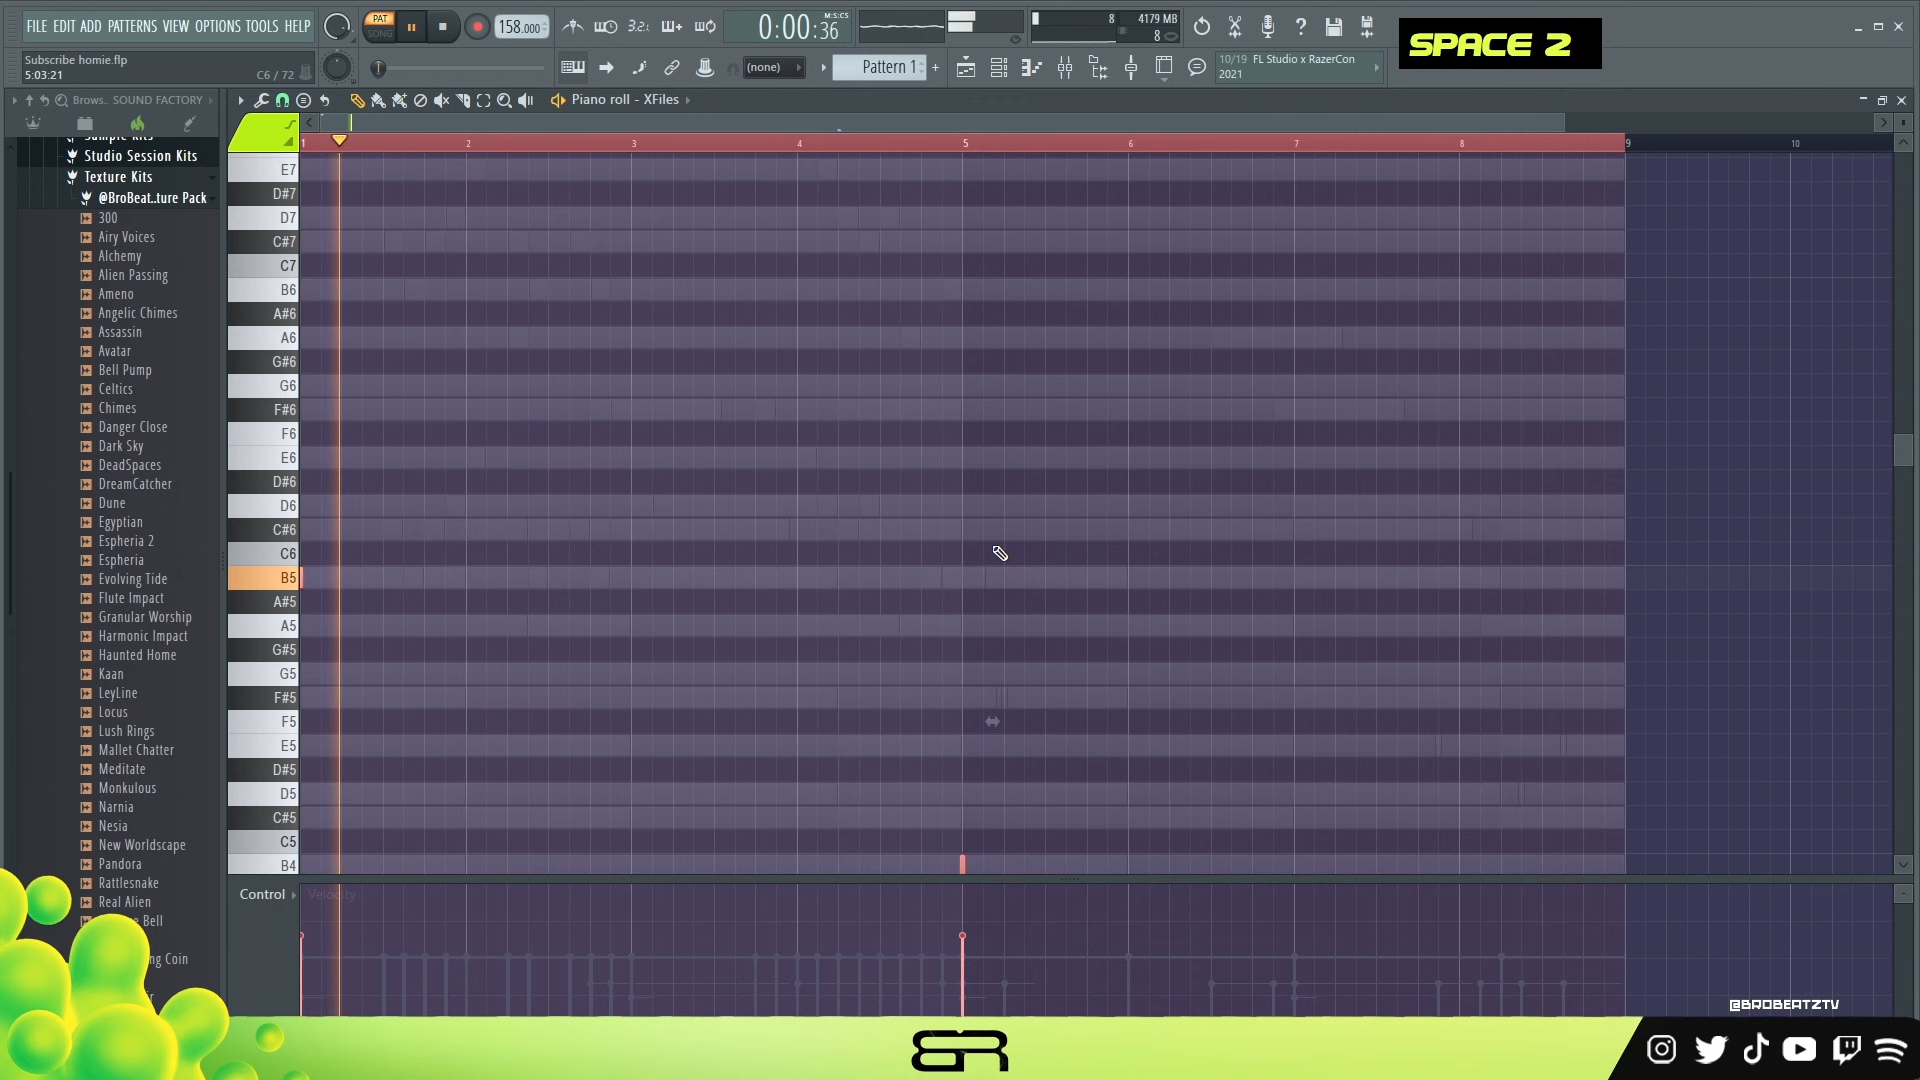 FILE EDIT ADD PATTERNS VIEW OPTIONS TOOLS HELP
PAT
SONG
158.000
0:00:36
M:S:CS
8
4179 MB
8
SPACE 2
Subscribe homie.flp
5:03:21
C6 / 72
(none)
Pattern 1
10/19 FL Studio x RazerCon
2021
Brows.. SOUND FACTORY
Piano roll - XFiles
Sample Kits
Studio Session Kits
Texture Kits
@BroBeat..ture Pack
300
Airy Voices
Alchemy
Alien Passing
Ameno
Angelic Chimes
Assassin
Avatar
Bell Pump
Celtics
Chimes
Danger Close
Dark Sky
DeadSpaces
DreamCatcher
Dune
Egyptian
Espheria 2
Espheria
Evolving Tide
Flute Impact
Granular Worship
Harmonic Impact
Haunted Home
Kaan
LeyLine
Locus
Lush Rings
Mallet Chatter
Meditate
Monkulous
Narnia
Nesia
New Worldscape
Pandora
Rattlesnake
Real Alien
Bell
Coin
1 2 3 4 5 6 7 8 9 10
E7
D#7
D7
C#7
C7
B6
A#6
A6
G#6
G6
F#6
F6
E6
D#6
D6
C#6
C6
B5
A#5
A5
G#5
G5
F#5
F5
E5
D#5
D5
C#5
C5
B4
Control
Velocity
@BROBEATZTV
BR